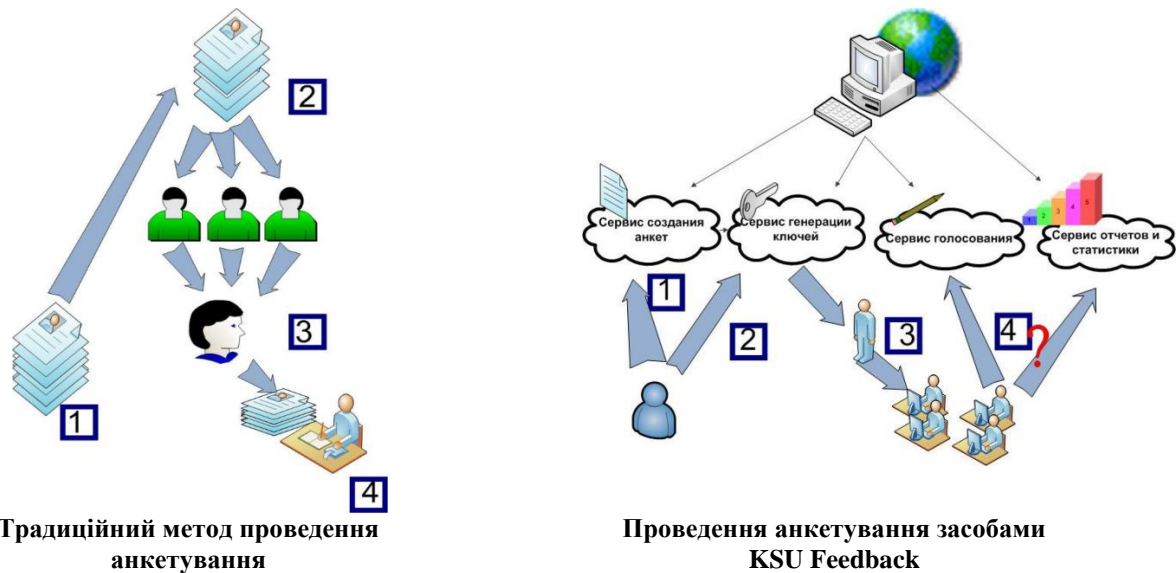 2
1
3
4
Традиційний метод проведення
анкетування
1 2 3 4 5
Сервис создания
анкет
Сервис генерации
ключей
Сервис голосования
Сервис отчетов и
статистики
1
2
3
4
?
Проведення анкетування засобами
KSU Feedback